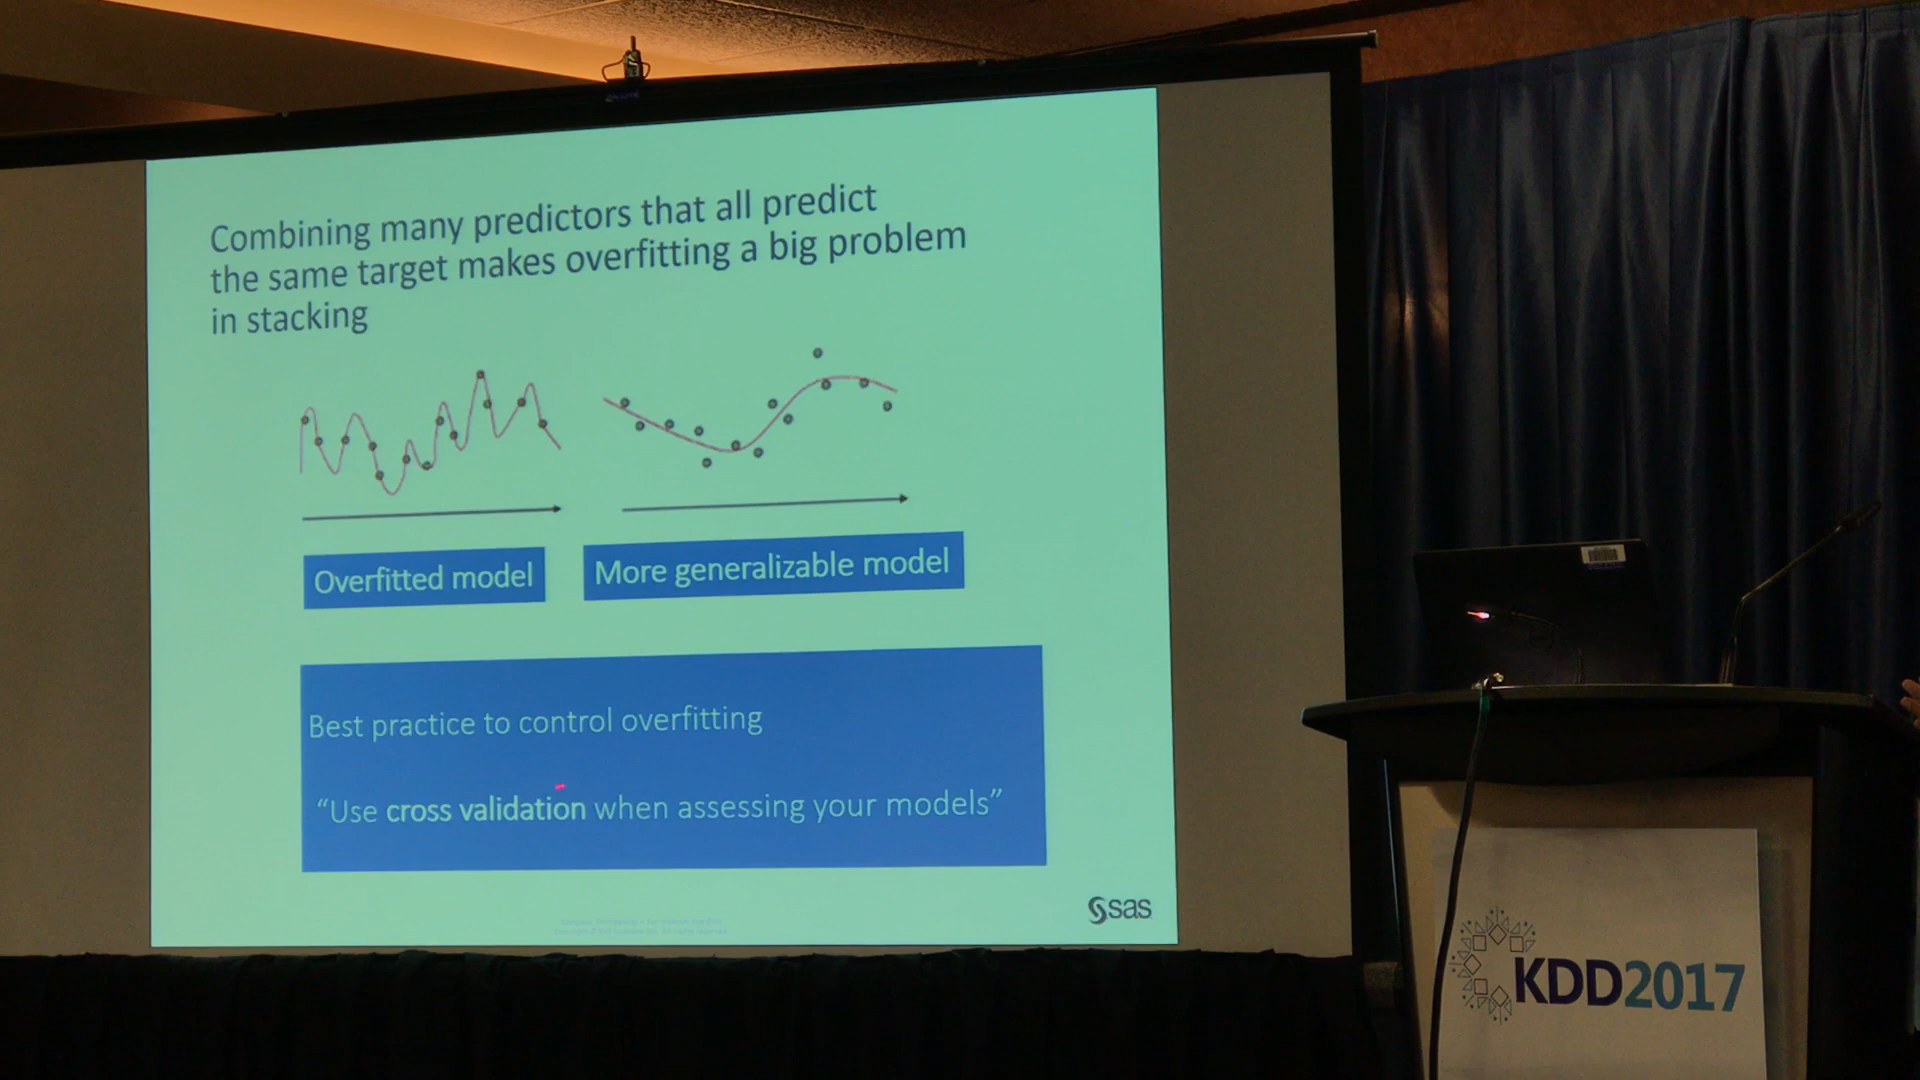 Combining many predictors that all predict
the same target makes overfitting a big problem
in stacking
Overfitted model
More generalizable model
Best practice to control overfitting
“Use cross validation when assessing your models”
sas
KDD2017